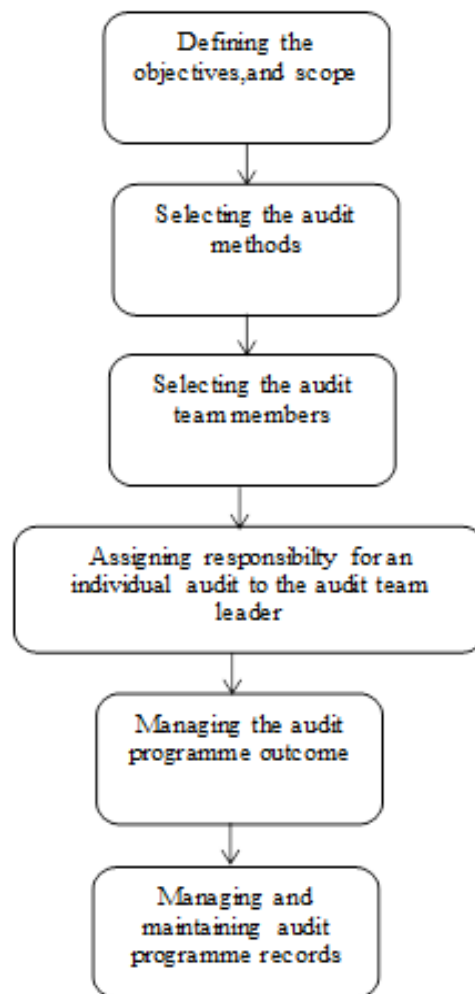 Defining the
objectives,and scope
Selecting the audit
methods
Selecting the audit
team members
Assigning responsibilty for an
individual audit to the audit team
leader
Managing the audit
programme outcome
Managing and
maintaining audit
programme records